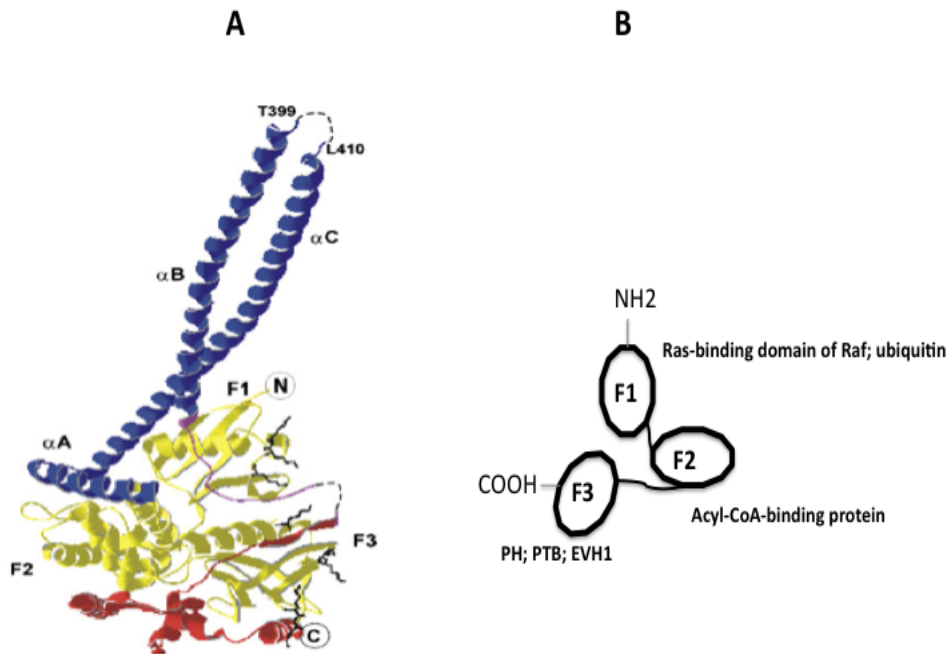 A
B
T399
L410
αC
αB
NH2
Ras-binding domain of Raf; ubiquitin
F1 N
F1
αA
F2
COOH
F3
Acyl-CoA-binding protein
F3
PH; PTB; EVH1
F2
C